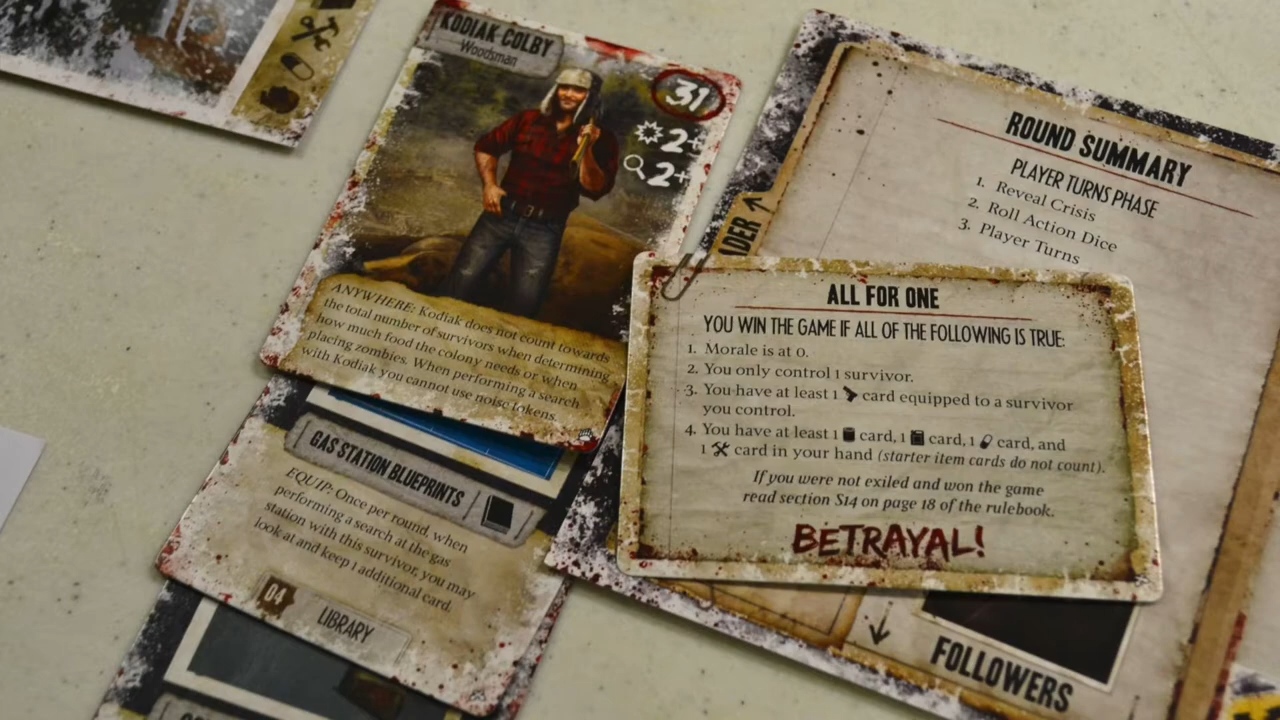 KODIAK COLBY
Woodsman
31
2+
2+
ANYWHERE: Kodiak does not count towards
the total number of survivors when determining
how much food the colony needs or when
placing zombies. When performing a search
with Kodiak you cannot use noise tokens.
GAS STATION BLUEPRINTS
EQUIP: Once per round, when
performing a search at the gas
station with this survivor, you may
look at and keep 1 additional card.
04
LIBRARY
ROUND SUMMARY
PLAYER TURNS PHASE
1. Reveal Crisis
2. Roll Action Dice
3. Player Turns
ALL FOR ONE
YOU WIN THE GAME IF ALL OF THE FOLLOWING IS TRUE:
1. Morale is at 0.
2. You only control 1 survivor.
3. You have at least 1 card equipped to a survivor
you control.
4. You have at least 1 card, 1 card, 1 card, and
1 card in your hand (starter item cards do not count).
If you were not exiled and won the game
read section S14 on page 18 of the rulebook.
BETRAYAL!
FOLLOWERS